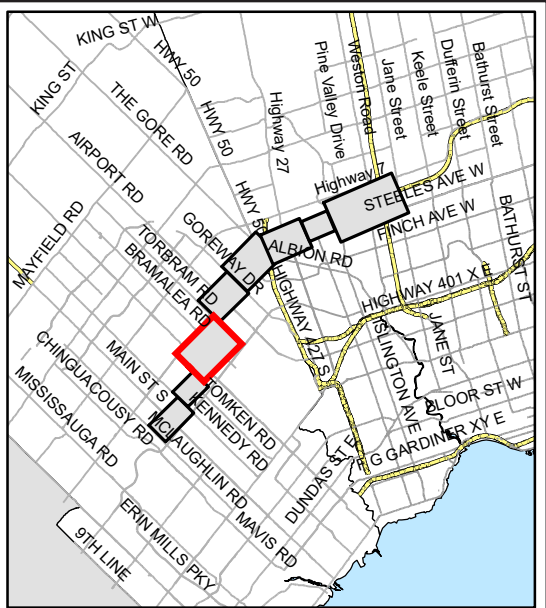 KING ST W
KING ST
HWY 50
THE GORE RD
HWY 50
Highway 27
Pine Valley Drive
Weston Road
Jane Street
Keele Street
Dufferin Street
Bathurst Street
AIRPORT RD
Highway 7
HWY 50
STEELES AVE W
MAYFIELD RD
GOREWAY DR
FINCH AVE W
ALBION RD
BATHURST ST
TORBRAM RD
BRAMALEA RD
HIGHWAY 427 S
HIGHWAY 401 X
CHINGUACOUSY RD
MAIN ST S
ISLINGTON AVE
JANE ST
MISSISSAUGA RD
TOMKEN RD
KENNEDY RD
BLOOR ST W
MCLAUGHLIN RD
DUNDAS ST E
F G GARDINER XY E
MAVIS RD
ERIN MILLS PKY
9TH LINE